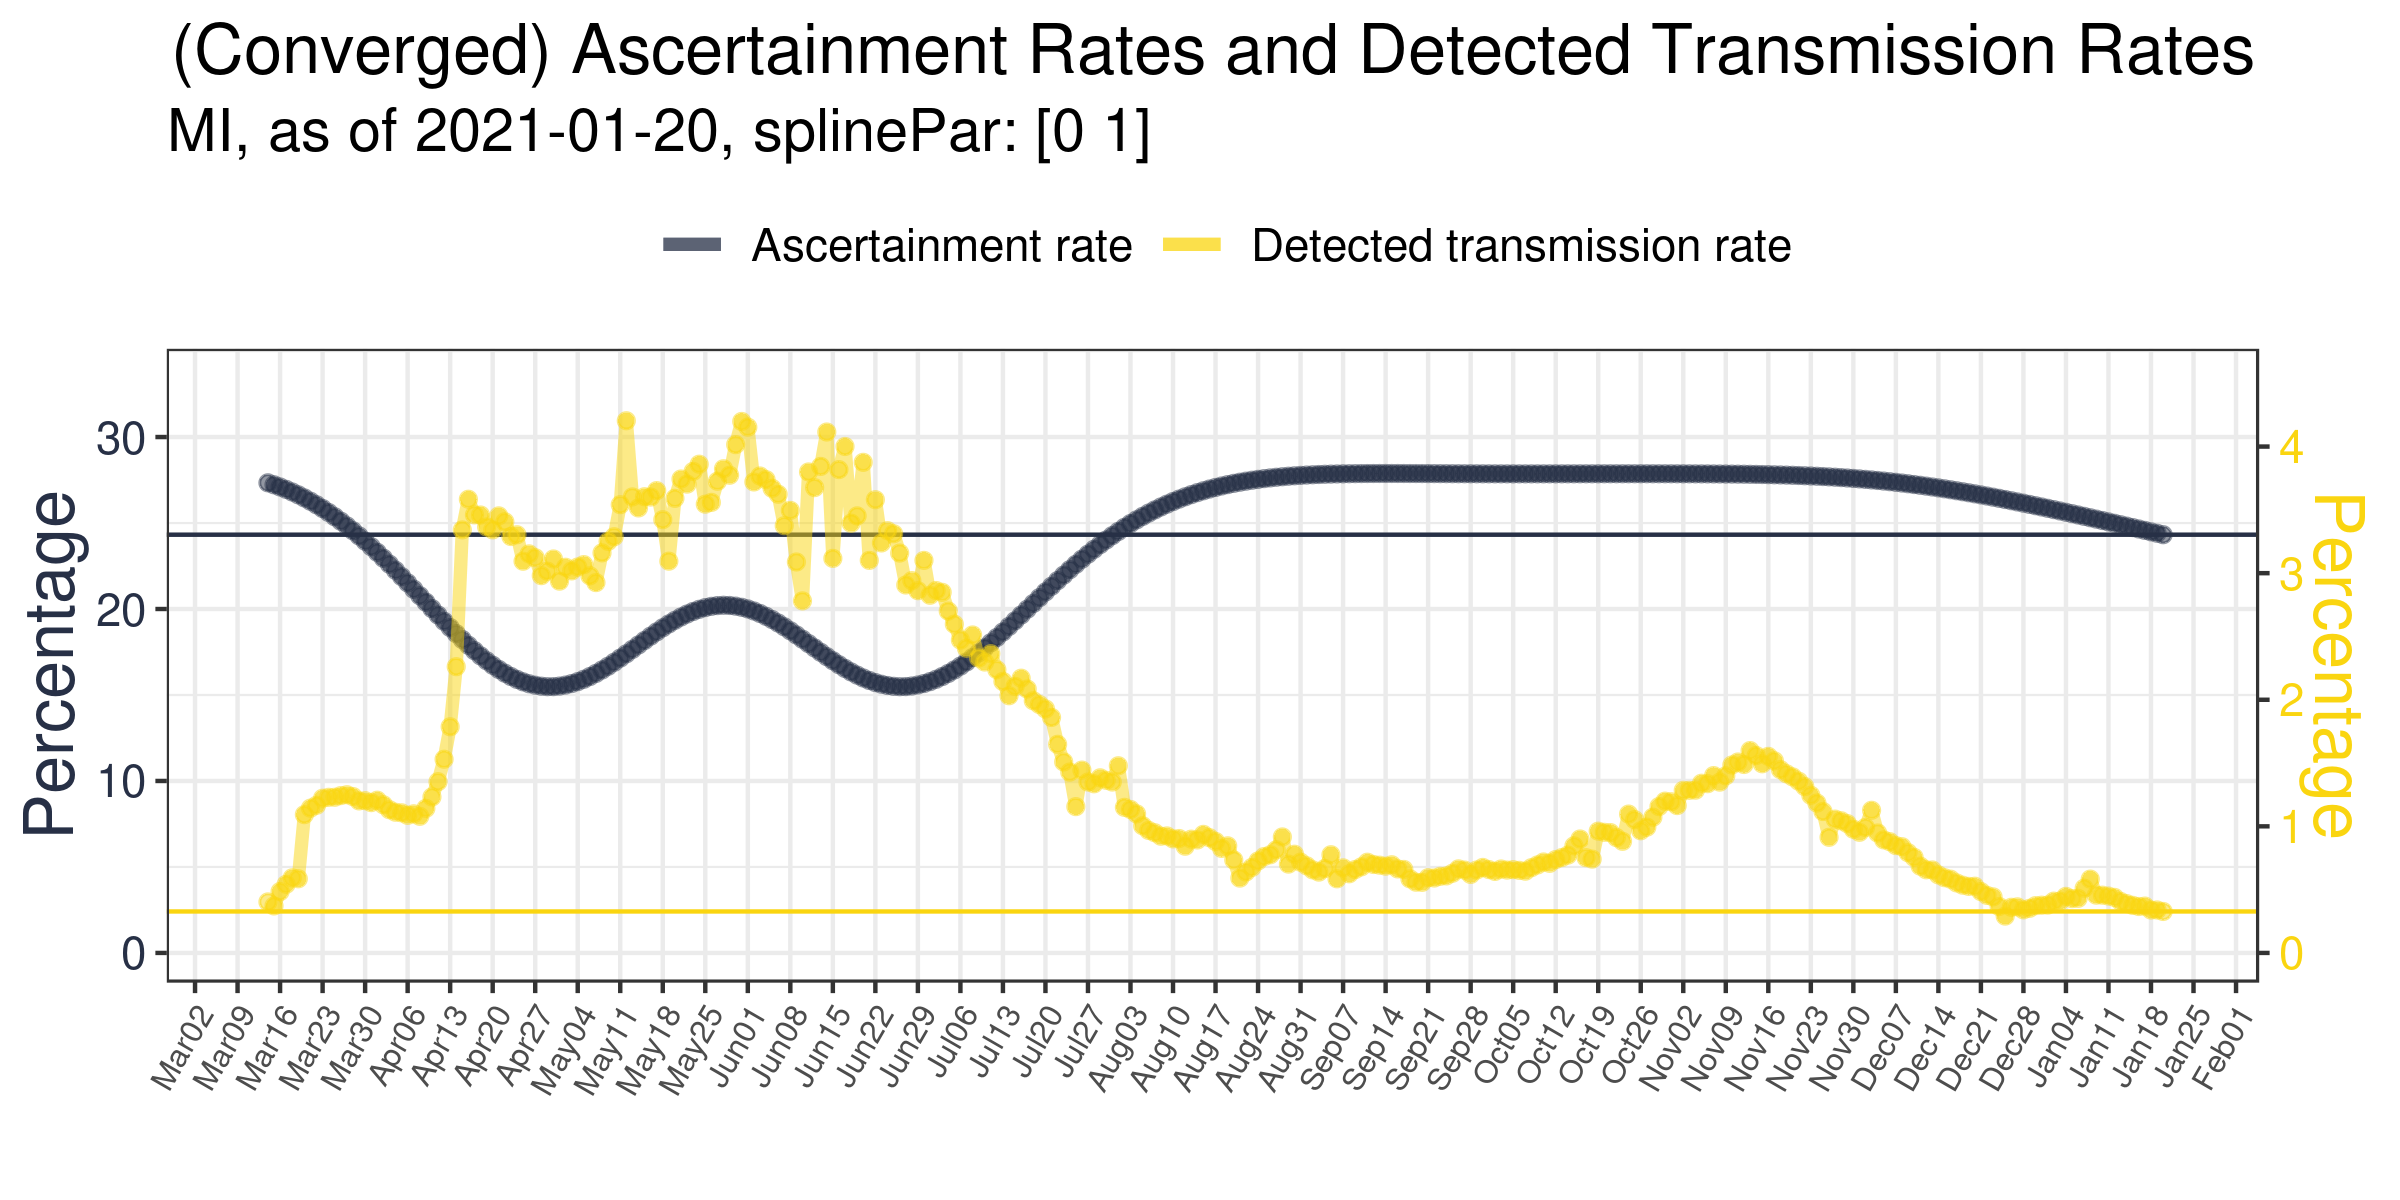 (Converged) Ascertainment Rates and Detected Transmission Rates
MI, as of 2021-01-20, splinePar: [0 1]
Ascertainment rate
Detected transmission rate
Percentage
30
20
10
0
4
3
2
1
0
Percentage
Mar02
Mar09
Mar16
Mar23
Mar30
Apr06
Apr13
Apr20
Apr27
May04
May11
May18
May25
Jun01
Jun08
Jun15
Jun22
Jun29
Jul06
Jul13
Jul20
Jul27
Aug03
Aug10
Aug17
Aug24
Aug31
Sep07
Sep14
Sep21
Sep28
Oct05
Oct12
Oct19
Oct26
Nov02
Nov09
Nov16
Nov23
Nov30
Dec07
Dec14
Dec21
Dec28
Jan04
Jan11
Jan18
Jan25
Feb01